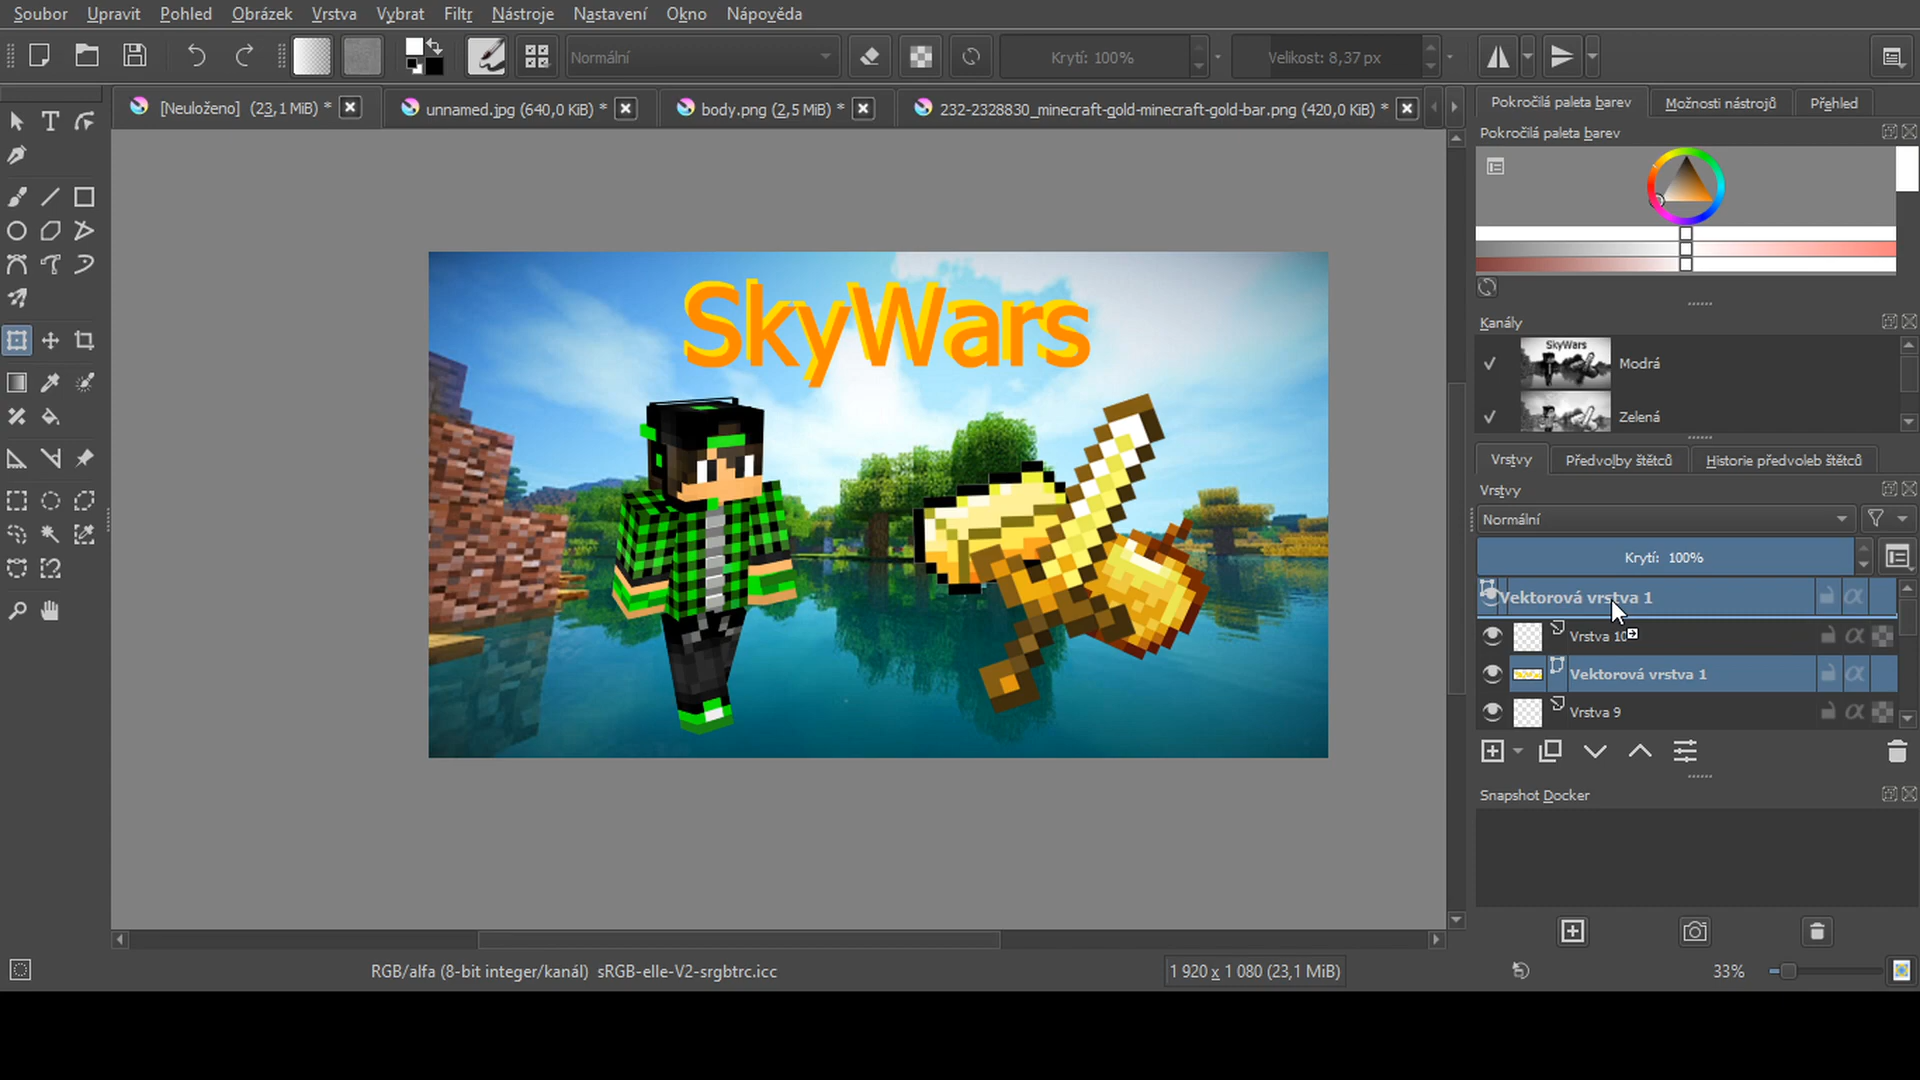 Soubor Upravit Pohled Obrázek Vrstva Vybrat Filtr Nástroje Nastavení Okno Nápověda
Normální Krytí: 100% Velikost: 8,37 px
[Neuloženo] (23,1 MiB) * unnamed.jpg (640,0 KiB) * body.png (2,5 MiB) * 232-2328830_minecraft-gold-minecraft-gold-bar.png (420,0 KiB) *
Pokročilá paleta barev Možnosti nástrojů Přehled
Pokročilá paleta barev
SkyWars
Kanály
SkyWars
Modrá
Zelená
Vrstvy Předvolby štětců Historie předvoleb štětců
Vrstvy
Normální
Krytí: 100%
Vektorová vrstva 1
Vrstva 10
Vektorová vrstva 1
Vrstva 9
Snapshot Docker
RGB/alfa (8-bit integer/kanál) sRGB-elle-V2-srgbtrc.icc
1 920 x 1 080 (23,1 MiB)
33%